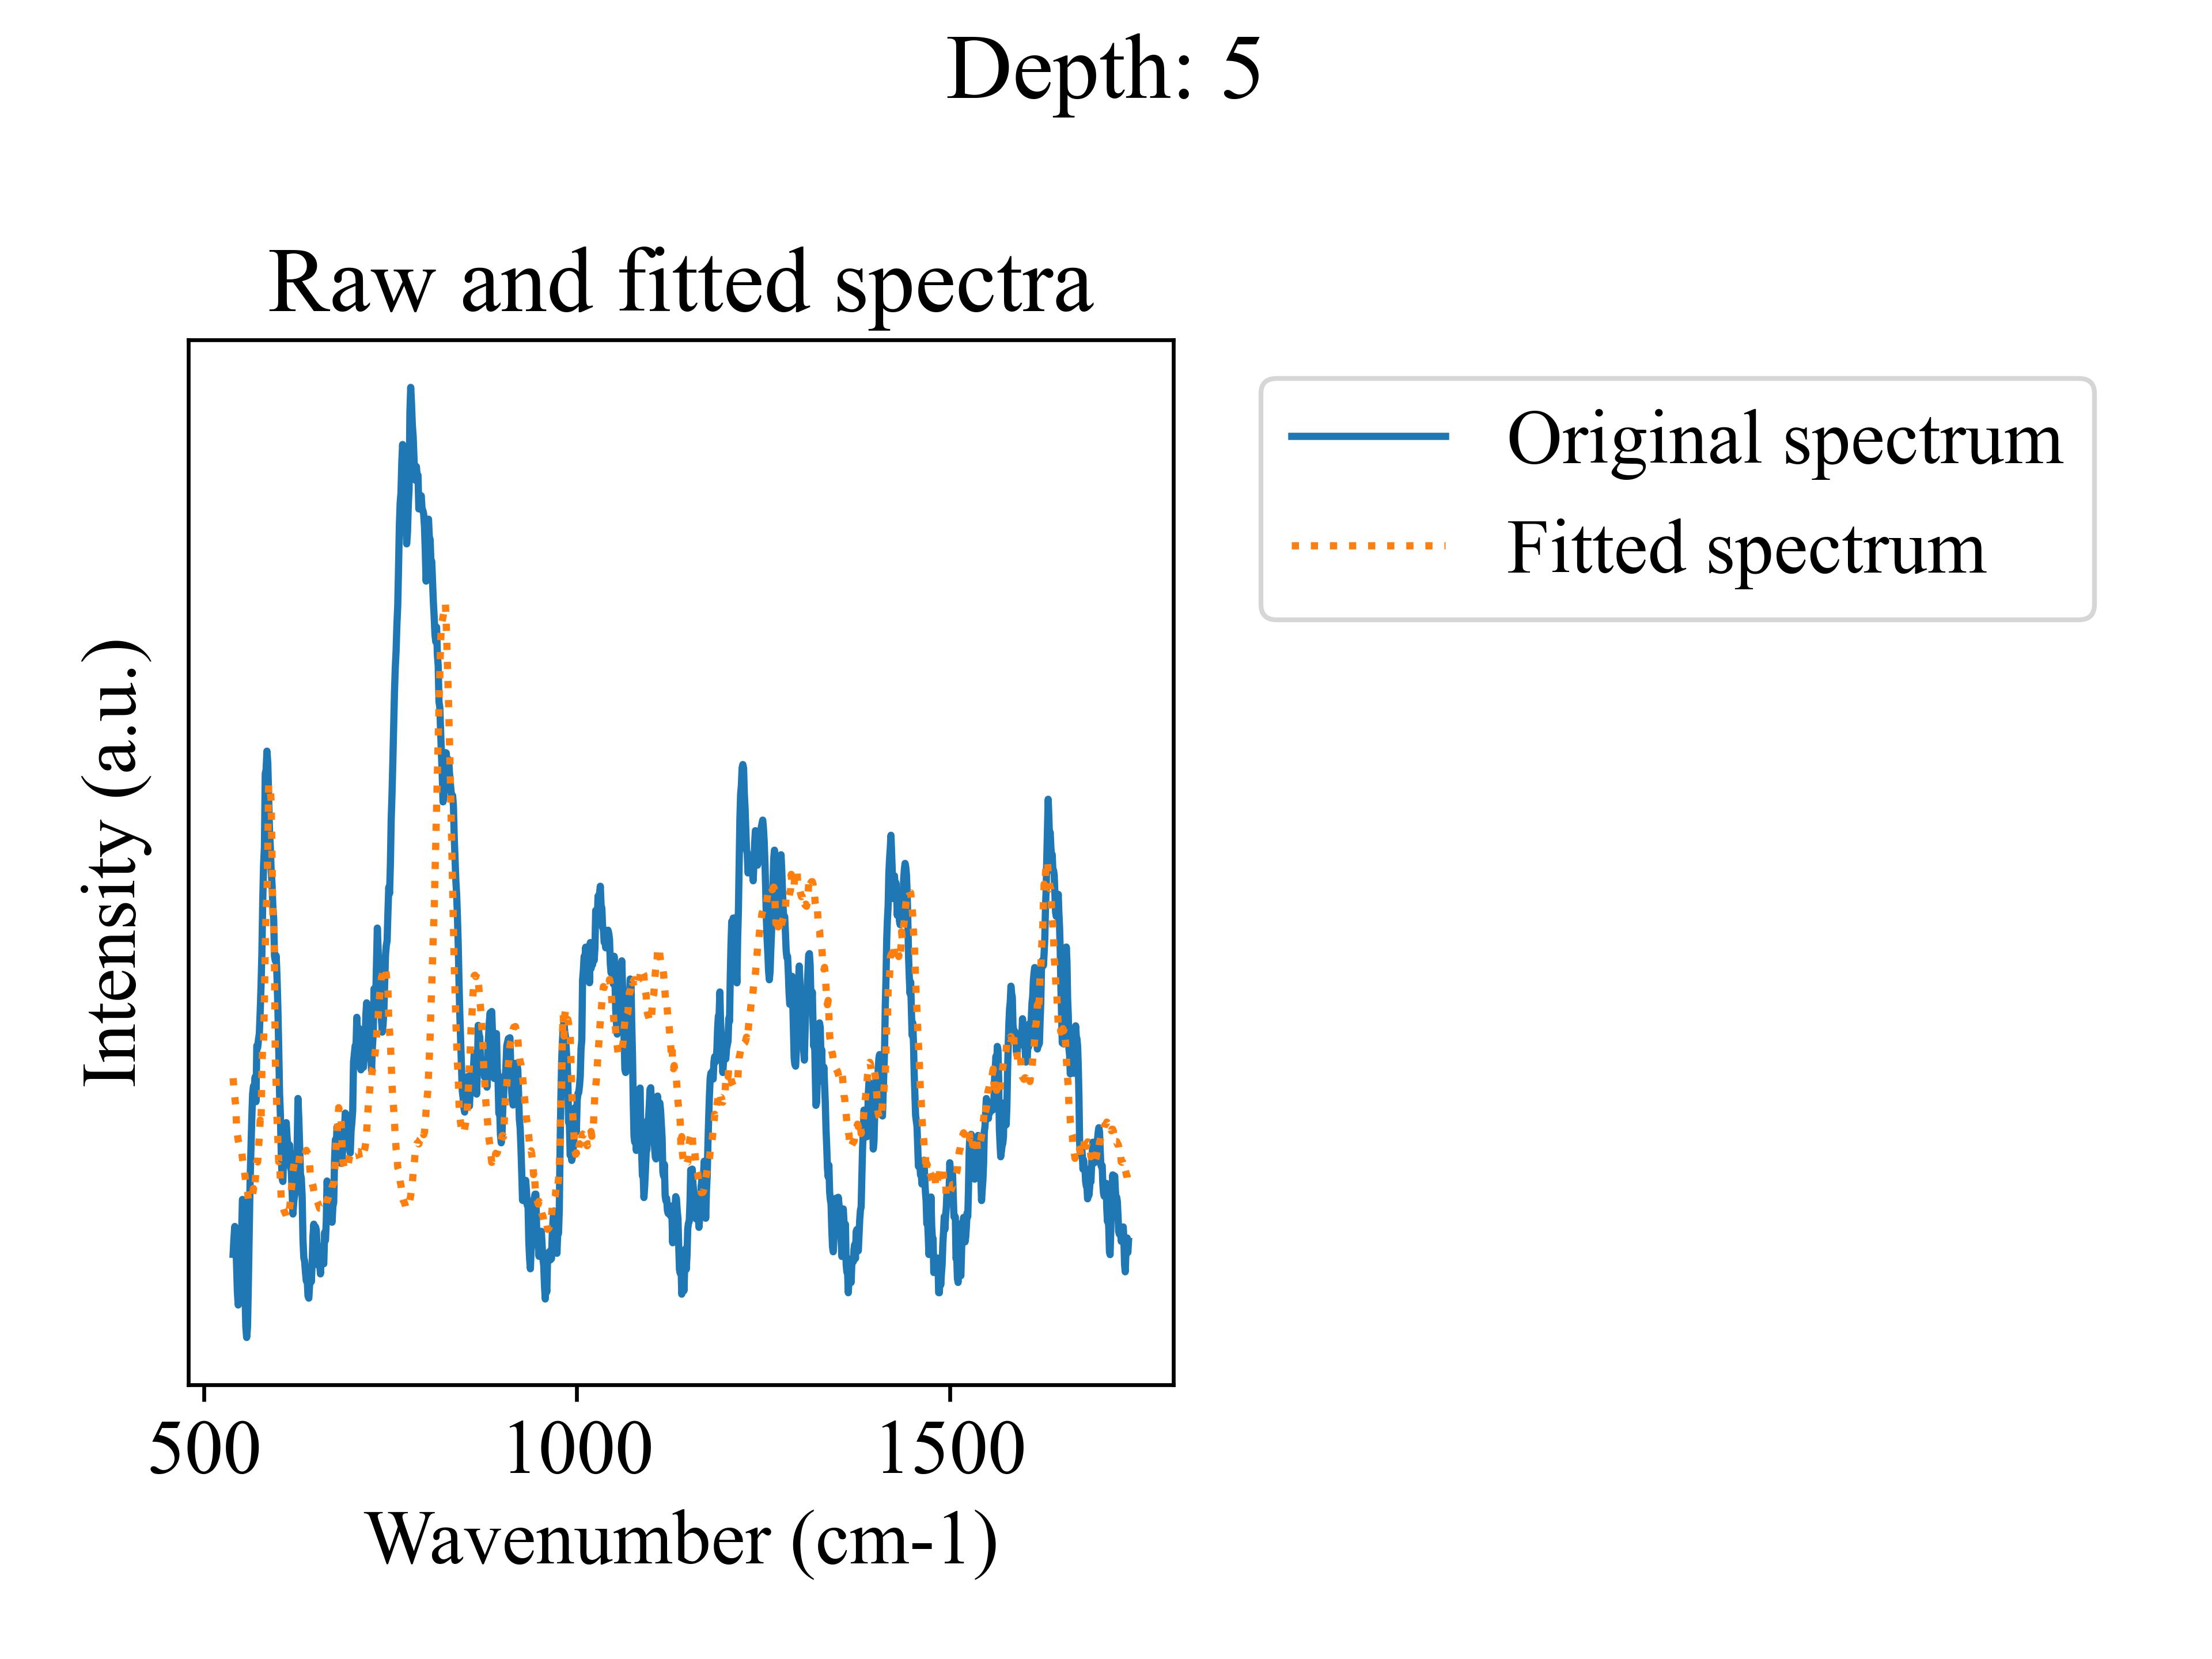 Depth: 5
Raw and fitted spectra
Original spectrum
Fitted spectrum
Intensity (a.u.)
500 1000 1500
Wavenumber (cm-1)